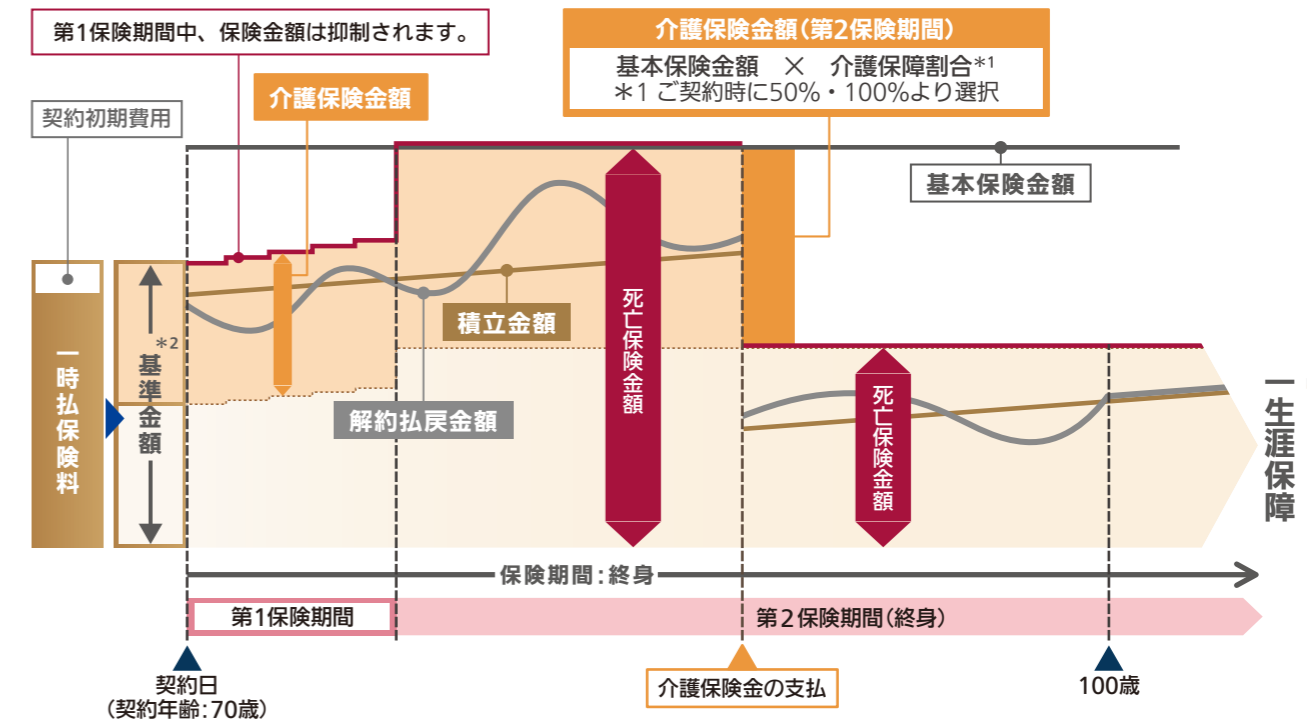 第1保険期間中、保険金額は抑制されます。
介護保険金額(第2保険期間)
基本保険金額 × 介護保障割合*1
*1 ご契約時に50%・100%より選択
介護保険金額
契約初期費用
基本保険金額
一時払保険料
*2
基準金額
積立金額
解約払戻金額
死亡保険金額
死亡保険金額
一生涯保障
保険期間:終身
第1保険期間
第2保険期間(終身)
契約日
(契約年齢:70歳)
介護保険金の支払
100歳